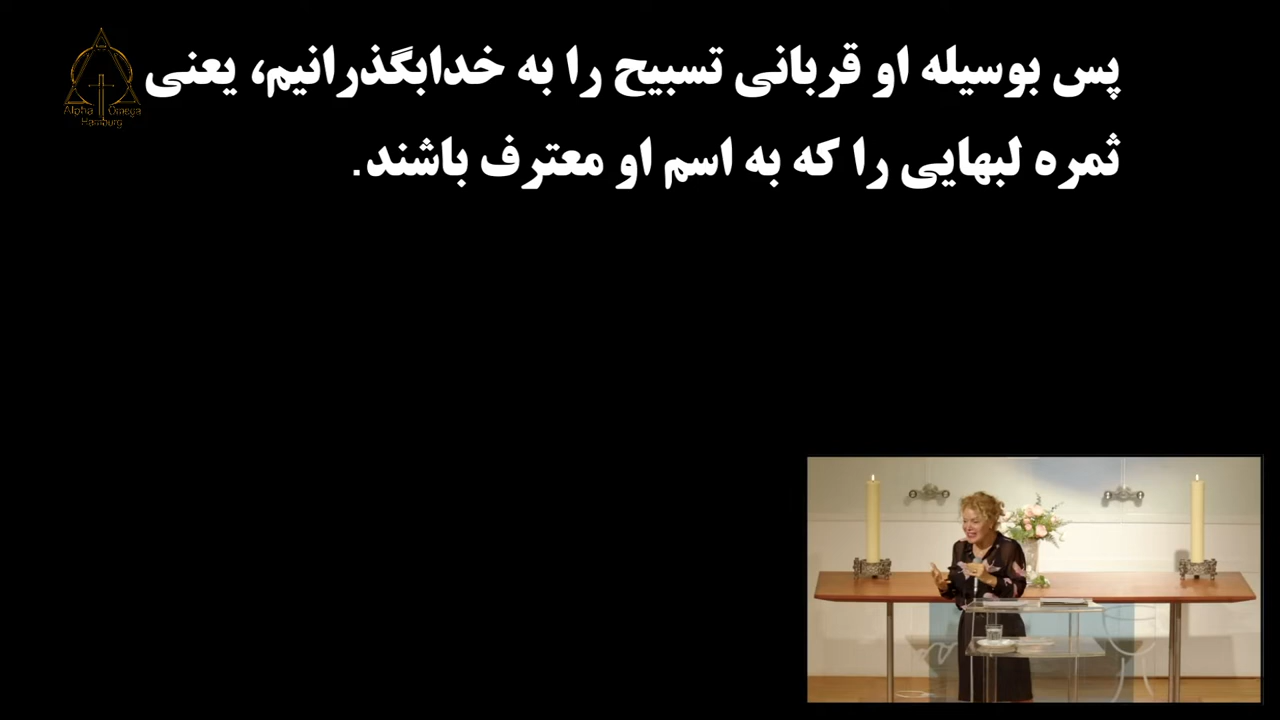 پس بوسیله او قربانی تسبیح را به خدابگذرانیم، یعنی
ثمره لبهایی را که به اسم او معترف باشند.
Alpha Omega
Hamburg